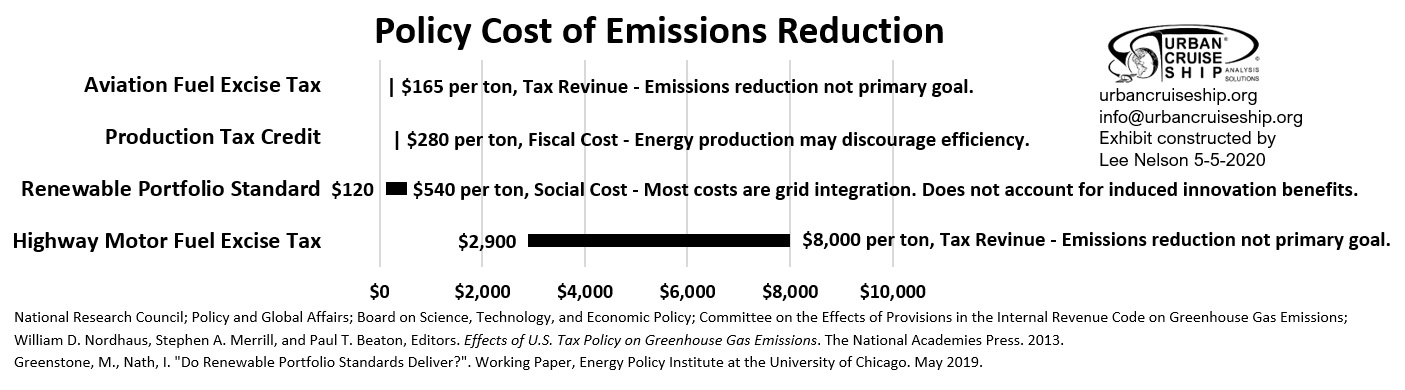 Policy Cost of Emissions Reduction
URBAN
CRUISE
SHIP ANALYSIS SOLUTIONS
urbancruiseship.org
info@urbancruiseship.org
Exhibit constructed by
Lee Nelson 5-5-2020
Aviation Fuel Excise Tax | $165 per ton, Tax Revinue - Emissions reduction not primary goal.
Production Tax Credit | $280 per ton, Fiscal Cost - Energy production may discourage efficiency.
Renewable Portfolio Standard $120 $540 per ton, Social Cost - Most costs are grid integration. Does not account for induced innovation benefits.
Highway Motor Fuel Excise Tax $2,900 $8,000 per ton, Tax Revinue - Emissions reduction not primary goal.
$0 $2,000 $4,000 $6,000 $8,000 $10,000
National Research Council; Policy and Global Affairs; Board on Science, Technology, and Economic Policy; Committee on the Effects of Provisions in the Internal Revenue Code on Greenhouse Gas Emissions;
William D. Nordhaus, Stephen A. Merrill, and Paul T. Beaton, Editors. Effects of U.S. Tax Policy on Greenhouse Gas Emissions. The National Academies Press. 2013.
Greenstone, M., Nath, I. "Do Renewable Portfolio Standards Deliver?". Working Paper, Energy Policy Institute at the University of Chicago. May 2019.